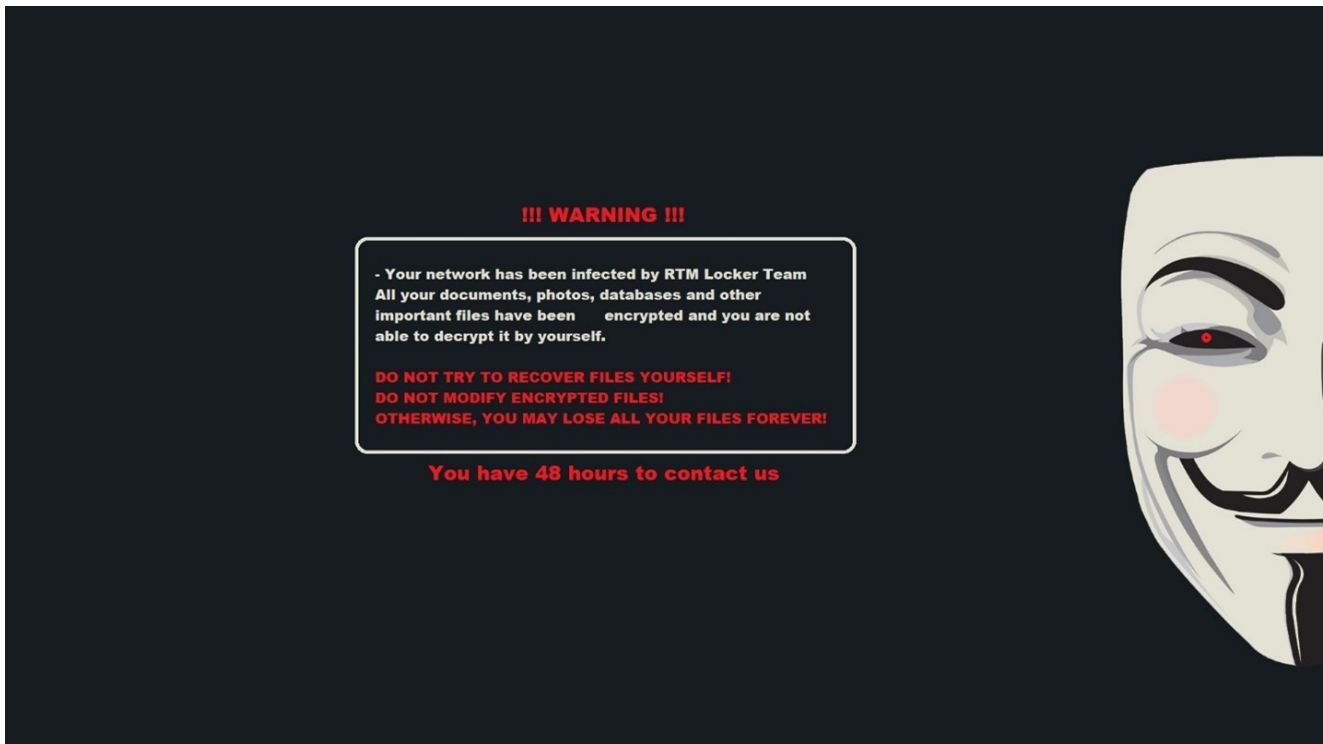 !!! WARNING !!!
- Your network has been infected by RTM Locker Team
All your documents, photos, databases and other
important files have been encrypted and you are not
able to decrypt it by yourself.
DO NOT TRY TO RECOVER FILES YOURSELF!
DO NOT MODIFY ENCRYPTED FILES!
OTHERWISE, YOU MAY LOSE ALL YOUR FILES FOREVER!
You have 48 hours to contact us